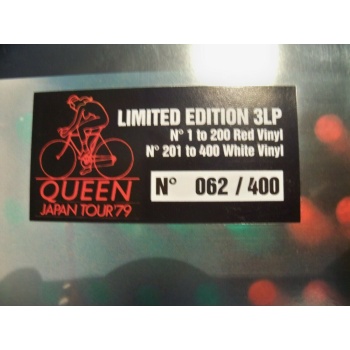 LIMITED EDITION 3LP
N° 1 to 200 Red Vinyl
N° 201 to 400 White Vinyl
N° 062 / 400
QUEEN
JAPAN TOUR'79